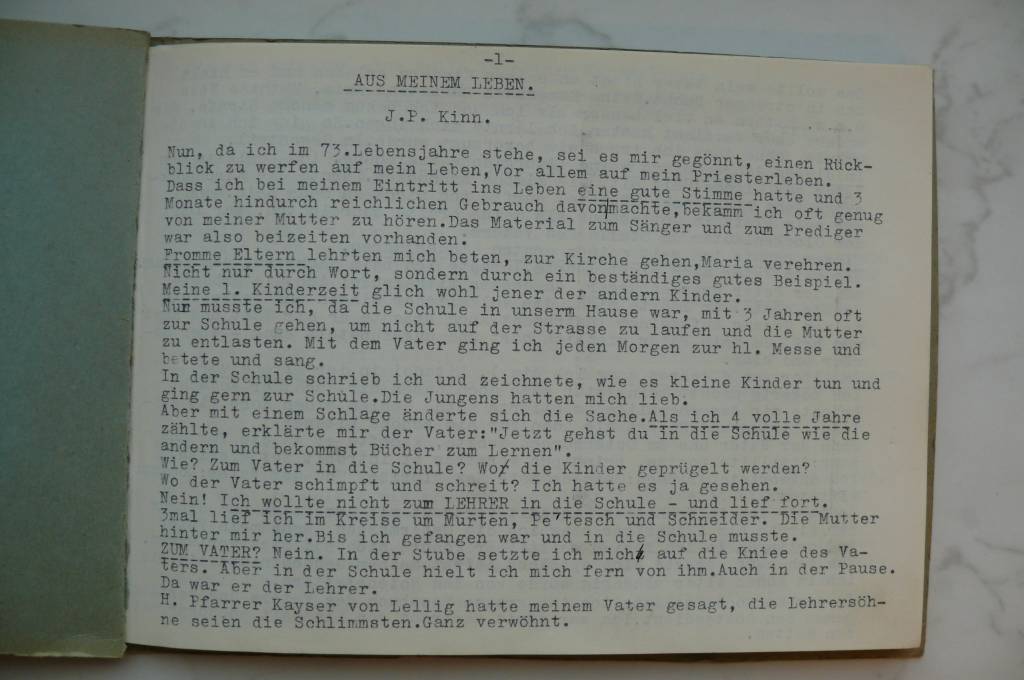 -1-
AUS MEINEM LEBEN.
J.P. Kinn.
Nun, da ich im 73.Lebensjahre stehe, sei es mir gegönnt, einen Rück-
blick zu werfen auf mein Leben,Vor allem auf mein Priesterleben.
Dass ich bei meinem Eintritt ins Leben eine gute Stimme hatte und 3
Monate hindurch reichlichen Gebrauch davon machte,bekamm ich oft genug
von meiner Mutter zu hören.Das Material zum Sänger und zum Prediger
war also beizeiten vorhanden.
Fromme Eltern lehrten mich beten, zur Kirche gehen,Maria verehren.
Nicht nur durch Wort, sondern durch ein beständiges gutes Beispiel.
Meine 1. Kinderzeit glich wohl jener der andern Kinder.
Nur musste ich, da die Schule in unserm Hause war, mit 3 Jahren oft
zur Schule gehen, um nicht auf der Strasse zu laufen und die Mutter
zu entlasten. Mit dem Vater ging ich jeden Morgen zur hl. Messe und
betete und sang.
In der Schule schrieb ich und zeichnete, wie es kleine Kinder tun und
ging gern zur Schule.Die Jungens hatten mich lieb.
Aber mit einem Schlage änderte sich die Sache.Als ich 4 volle Jahre
zählte, erklärte mir der Vater:"Jetzt gehst du in die Schule wie die
andern und bekommst Bücher zum Lernen".
Wie? Zum Vater in die Schule? Wo die Kinder geprügelt werden?
Wo der Vater schimpft und schreit? Ich hatte es ja gesehen.
Nein! Ich wollte nicht zum LEHRER in die Schule - und lief fort.
3mal lief ich im Kreise um Murten, Pe'tesch und Schneider. Die Mutter
hinter mir her.Bis ich gefangen war und in die Schule musste.
ZUM VATER? Nein. In der Stube setzte ich mich auf die Kniee des Va-
ters. Aber in der Schule hielt ich mich fern von ihm.Auch in der Pause.
Da war er der Lehrer.
H. Pfarrer Kayser von Lellig hatte meinem Vater gesagt, die Lehrersöh-
ne seien die Schlimmsten.Ganz verwöhnt.